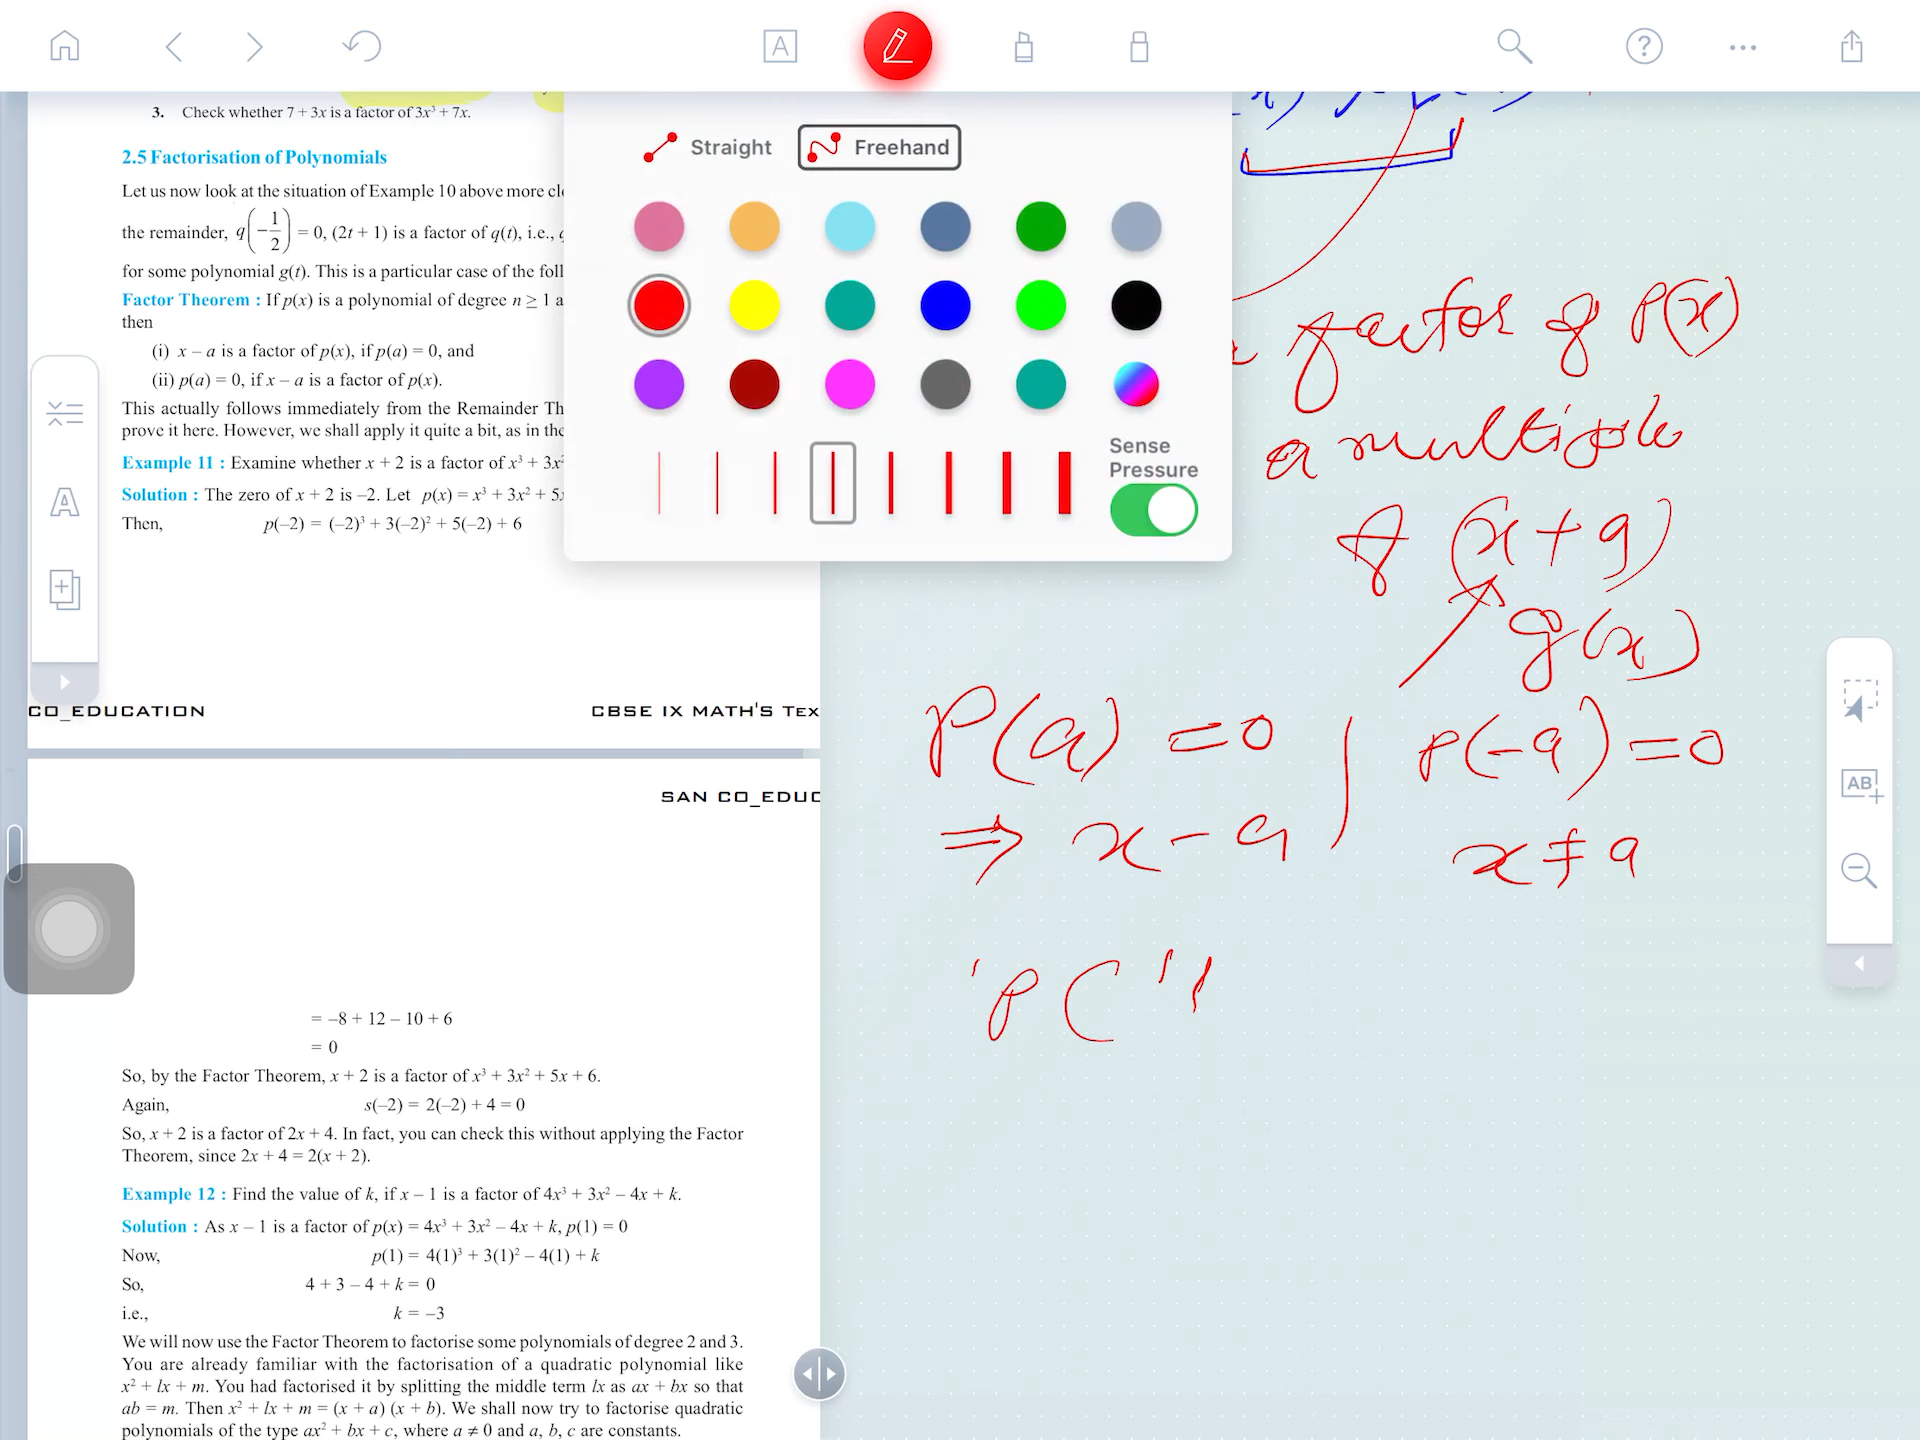 A
?
3. Check whether 7 + 3x is a factor of 3x³ + 7x.
2.5 Factorisation of Polynomials
Let us now look at the situation of Example 10 above more cl
the remainder, q(−1/2) = 0, (2t + 1) is a factor of q(t), i.e.,
for some polynomial g(t). This is a particular case of the foll
Factor Theorem : If p(x) is a polynomial of degree n ≥ 1 a
then
(i) x – a is a factor of p(x), if p(a) = 0, and
(ii) p(a) = 0, if x – a is a factor of p(x).
This actually follows immediately from the Remainder Th
prove it here. However, we shall apply it quite a bit, as in the
Example 11 : Examine whether x + 2 is a factor of x³ + 3x²
Solution : The zero of x + 2 is –2. Let p(x) = x³ + 3x² + 5x
Then, p(–2) = (–2)³ + 3(–2)² + 5(–2) + 6
CO_EDUCATION CBSE IX MATH'S Tex
SAN CO_EDUC
= –8 + 12 – 10 + 6
= 0
So, by the Factor Theorem, x + 2 is a factor of x³ + 3x² + 5x + 6.
Again, s(–2) = 2(–2) + 4 = 0
So, x + 2 is a factor of 2x + 4. In fact, you can check this without applying the Factor
Theorem, since 2x + 4 = 2(x + 2).
Example 12 : Find the value of k, if x – 1 is a factor of 4x³ + 3x² – 4x + k.
Solution : As x – 1 is a factor of p(x) = 4x³ + 3x² – 4x + k, p(1) = 0
Now, p(1) = 4(1)³ + 3(1)² – 4(1) + k
So, 4 + 3 – 4 + k = 0
i.e., k = –3
We will now use the Factor Theorem to factorise some polynomials of degree 2 and 3.
You are already familiar with the factorisation of a quadratic polynomial like
x² + lx + m. You had factorised it by splitting the middle term lx as ax + bx so that
ab = m. Then x² + lx + m = (x + a) (x + b). We shall now try to factorise quadratic
polynomials of the type ax² + bx + c, where a ≠ 0 and a, b, c are constants.
Straight
Freehand
Sense
Pressure
factor of P(x)
a multiple
of (x + a)
g(x)
P(a) = 0
⇒ x - a
P(-a) = 0
x + a
P(
A
AB+